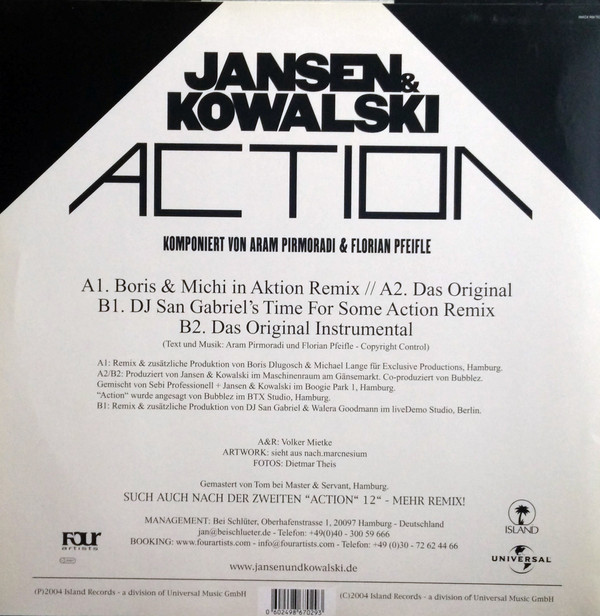 JANSEN &
KOWALSKI
ACTION
KOMPONIERT VON ARAM PIRMORADI & FLORIAN PFEIFLE
A1. Boris & Michi in Aktion Remix // A2. Das Original
B1. DJ San Gabriel's Time For Some Action Remix
B2. Das Original Instrumental
(Text und Musik: Aram Pirmoradi und Florian Pfeifle - Copyright Control)
A1: Remix & zusätzliche Produktion von Boris Dlugosch & Michael Lange für Exclusive Productions, Hamburg.
A2/B2: Produziert von Jansen & Kowalski im Maschinenraum am Gänsemarkt. Co-produziert von Bubblez.
Gemischt von Sebi Professionell + Jansen & Kowalski im Boogie Park 1, Hamburg.
"Action" wurde angesagt von Bubblez im BTX Studio, Hamburg.
B1: Remix & zusätzliche Produktion von DJ San Gabriel & Walera Goodmann im liveDemo Studio, Berlin.
A&R: Volker Mietke
ARTWORK: sieht aus nach.marcnesium
FOTOS: Dietmar Theis
Gemastert von Tom bei Master & Servant, Hamburg.
SUCH AUCH NACH DER ZWEITEN "ACTION" 12" - MEHR REMIX!
MANAGEMENT: Bei Schlüter, Oberhafenstrasse 1, 20097 Hamburg - Deutschland
jan@beischlueter.de - Telefon: +49(0)40 - 300 59 666
BOOKING: www.fourartists.com - info@fourartists.com - Telefon: +49 (0)30 - 72 62 44 66
www.jansenundkowalski.de
FOUR
artists
ISLAND
UNIVERSAL
(P)2004 Island Records - a division of Universal Music GmbH
0 602498 670293
(C)2004 Island Records - a division of Universal Music GmbH